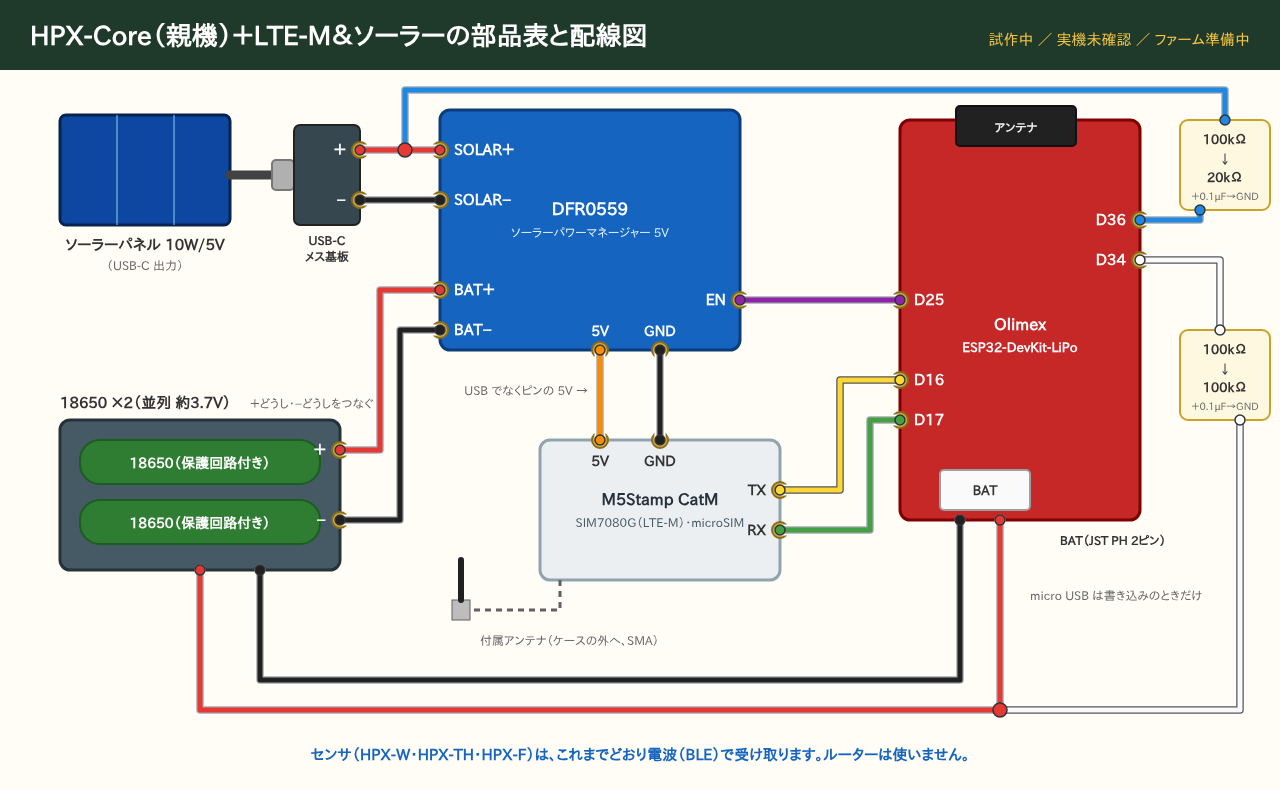 HPX-Core（親機）＋LTE-M＆ソーラーの部品表と配線図
試作中 ／ 実機未確認 ／ ファーム準備中
アンテナ
100kΩ
↓
20kΩ
+0.1μF→GND
+
−
SOLAR+
SOLAR−
DFR0559
ソーラーパワーマネージャー 5V
ソーラーパネル 10W/5V
（USB-C 出力）
USB-C
メス基板
D36
D34
BAT+
BAT−
EN
D25
5V
GND
Olimex
ESP32-DevKit-LiPo
100kΩ
↓
100kΩ
+0.1μF→GND
USB でなくピンの 5V →
D16
D17
18650 ×2（並列 約3.7V）
＋どうし・−どうしをつなぐ
18650（保護回路付き）
+
18650（保護回路付き）
−
5V
GND
M5Stamp CatM
SIM7080G（LTE-M）・microSIM
TX
RX
BAT
BAT（JST PH 2ピン）
micro USB は書き込みのときだけ
付属アンテナ（ケースの外へ、SMA）
センサ（HPX-W・HPX-TH・HPX-F）は、これまでどおり電波（BLE）で受け取ります。ルーターは使いません。